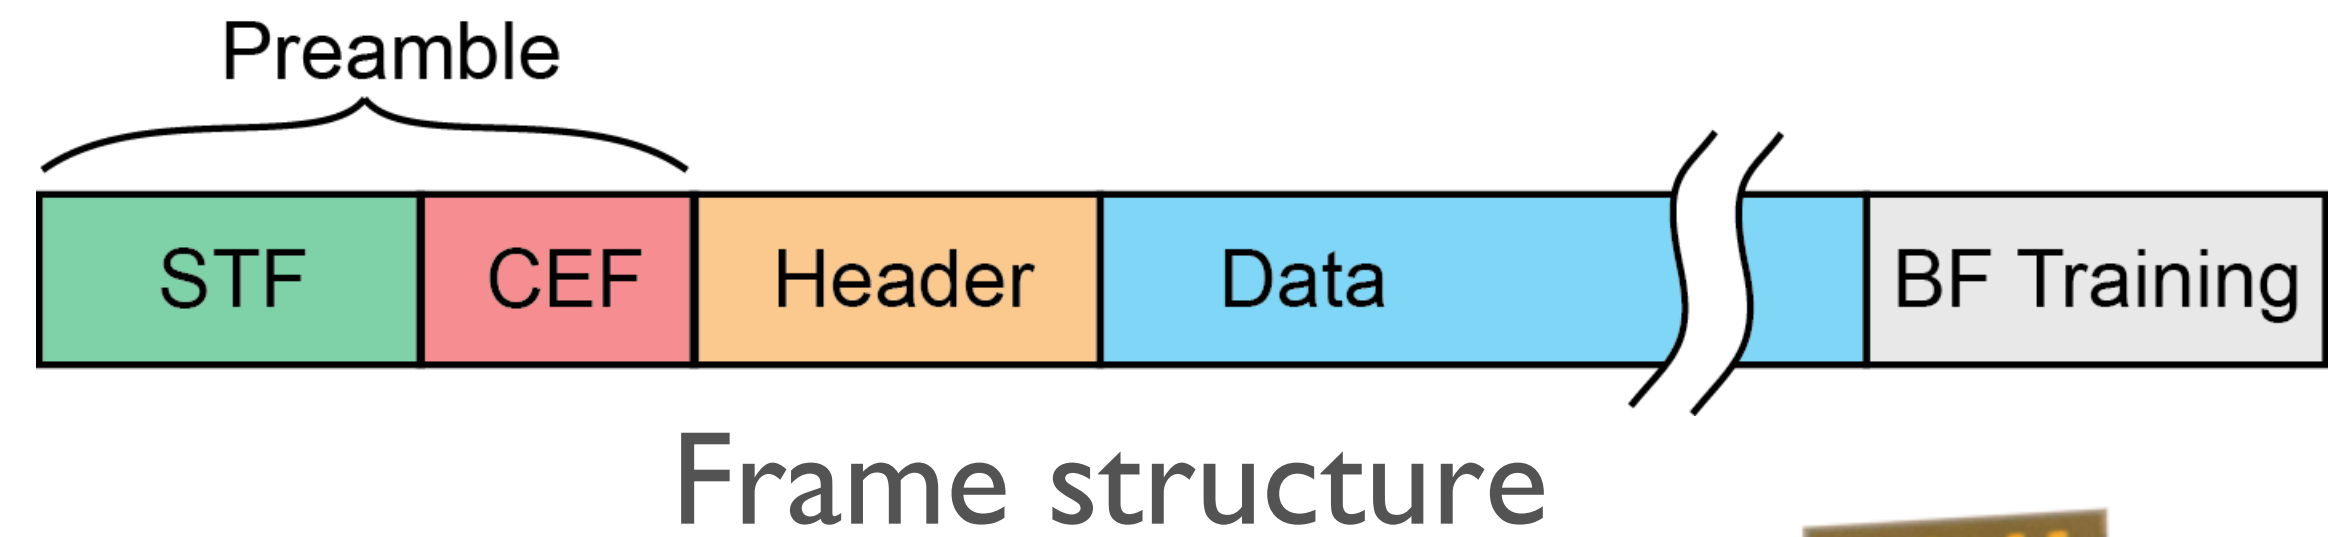 Preamble
STF CEF Header Data BF Training
Frame structure